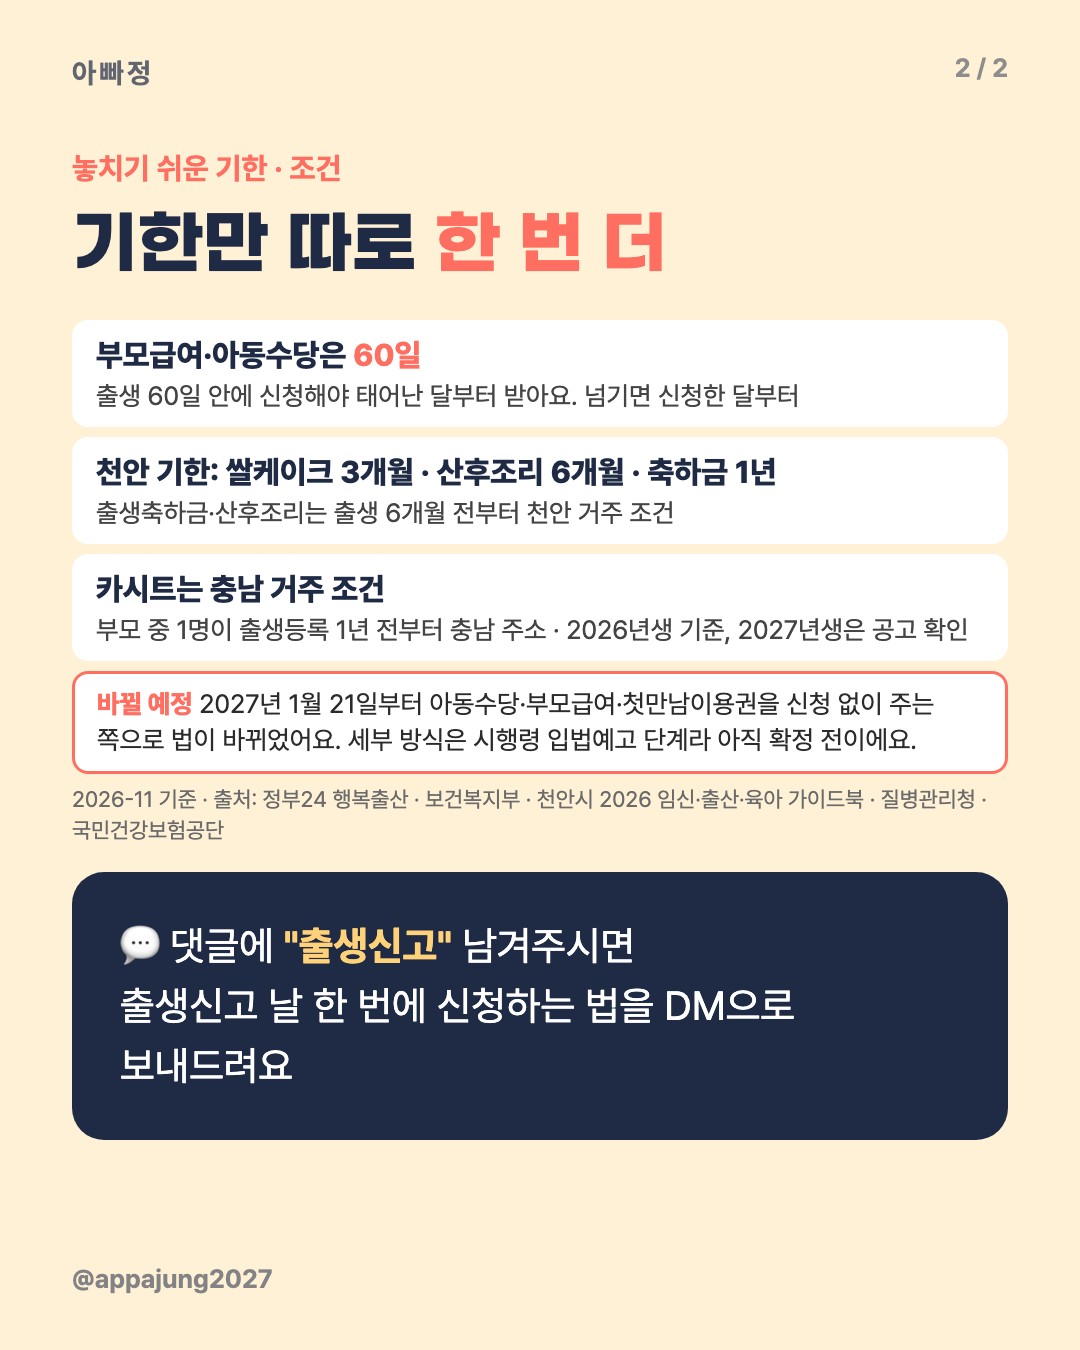 아빠정
2 / 2
놓치기 쉬운 기한 · 조건
기한만 따로 한 번 더
부모급여·아동수당은 60일
출생 60일 안에 신청해야 태어난 달부터 받아요. 넘기면 신청한 달부터
천안 기한: 쌀케이크 3개월 · 산후조리 6개월 · 축하금 1년
출생축하금·산후조리는 출생 6개월 전부터 천안 거주 조건
카시트는 충남 거주 조건
부모 중 1명이 출생등록 1년 전부터 충남 주소 · 2026년생 기준, 2027년생은 공고 확인
바뀔 예정 2027년 1월 21일부터 아동수당·부모급여·첫만남이용권을 신청 없이 주는
쪽으로 법이 바뀌었어요. 세부 방식은 시행령 입법예고 단계라 아직 확정 전이에요.
2026-11 기준 · 출처: 정부24 행복출산 · 보건복지부 · 천안시 2026 임신·출산·육아 가이드북 · 질병관리청 ·
국민건강보험공단
💬 댓글에 "출생신고" 남겨주시면
출생신고 날 한 번에 신청하는 법을 DM으로
보내드려요
@appajung2027